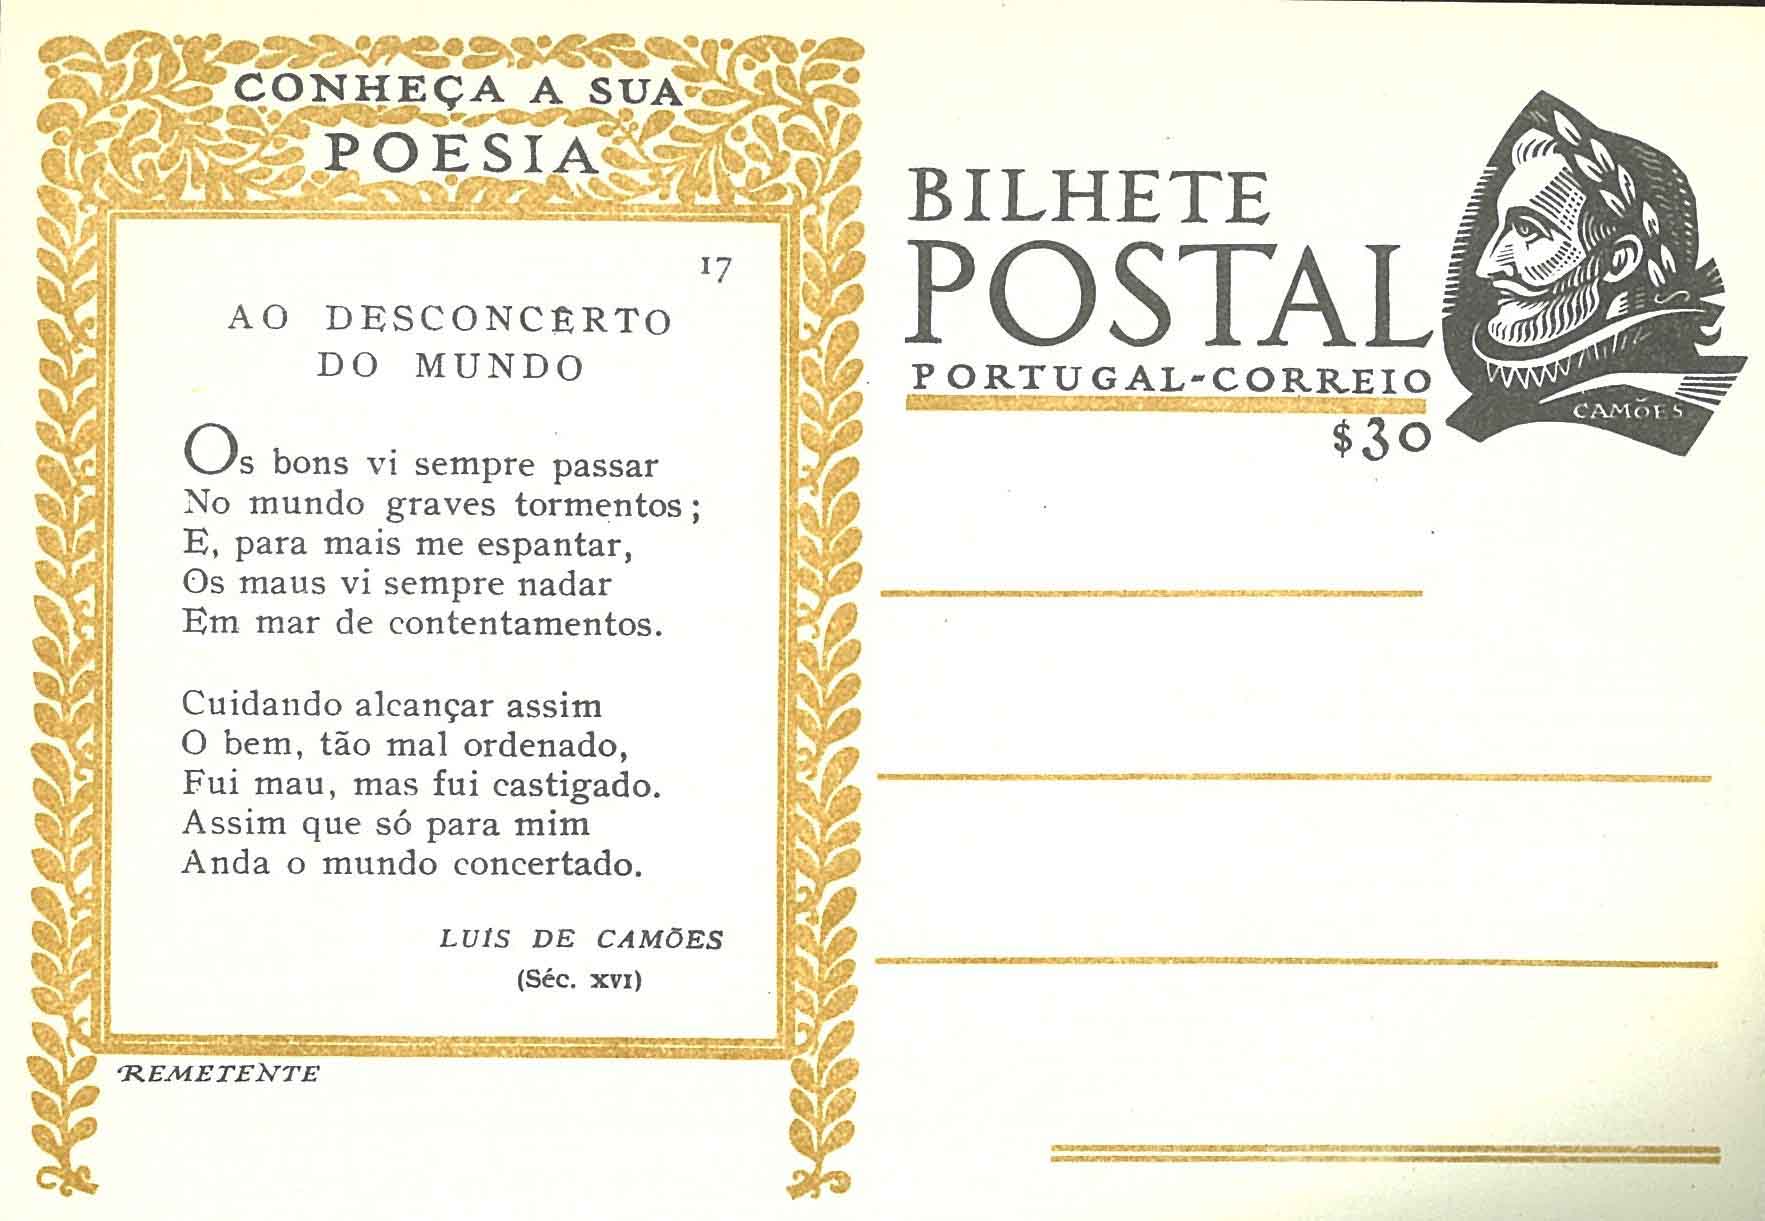 CONHEÇA A SUA
POESIA
17
AO DESCONCÊRTO
DO MUNDO
Os bons vi sempre passar
No mundo graves tormentos;
E, para mais me espantar,
Os maus vi sempre nadar
Em mar de contentamentos.
Cuidando alcançar assim
O bem, tão mal ordenado,
Fui mau, mas fui castigado.
Assim que só para mim
Anda o mundo concertado.
LUÍS DE CAMÕES
(Séc. XVI)
REMETENTE
BILHETE
POSTAL
PORTUGAL-CORREIO
$30
CAMÕES